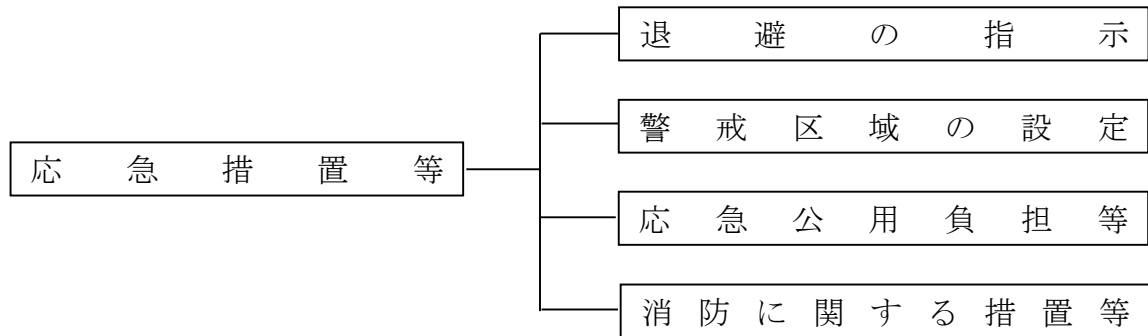 退避の指示
警戒区域の設定
応急措置等
応急公用負担等
消防に関する措置等